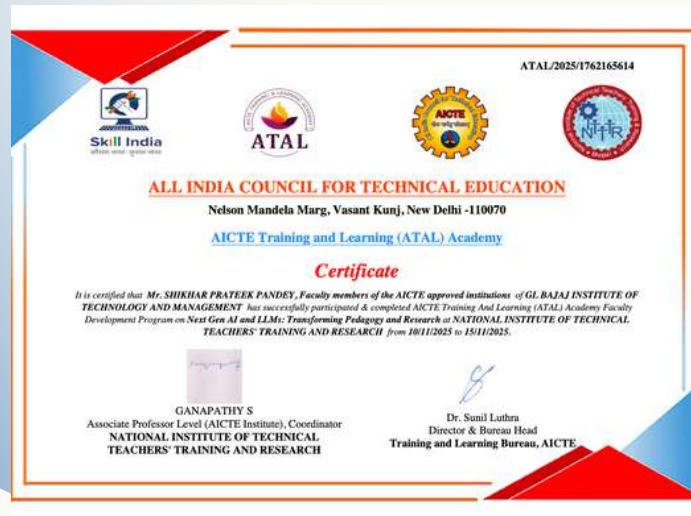 ATAL/2025/1762165614
Skill India
कौशल भारत - कुशल भारत
ATAL
AICTE
NITTTR
ALL INDIA COUNCIL FOR TECHNICAL EDUCATION
Nelson Mandela Marg, Vasant Kunj, New Delhi -110070
AICTE Training and Learning (ATAL) Academy
Certificate
It is certified that Mr. SHIKHAR PRATEEK PANDEY, Faculty members of the AICTE approved institutions of GL BAJAJ INSTITUTE OF
TECHNOLOGY AND MANAGEMENT has successfully participated & completed AICTE Training And Learning (ATAL) Academy Faculty
Development Program on Next Gen AI and LLMs: Transforming Pedagogy and Research at NATIONAL INSTITUTE OF TECHNICAL
TEACHERS' TRAINING AND RESEARCH from 10/11/2025 to 15/11/2025.
GANAPATHY S
Associate Professor Level (AICTE Institute), Coordinator
NATIONAL INSTITUTE OF TECHNICAL
TEACHERS' TRAINING AND RESEARCH
Dr. Sunil Luthra
Director & Bureau Head
Training and Learning Bureau, AICTE